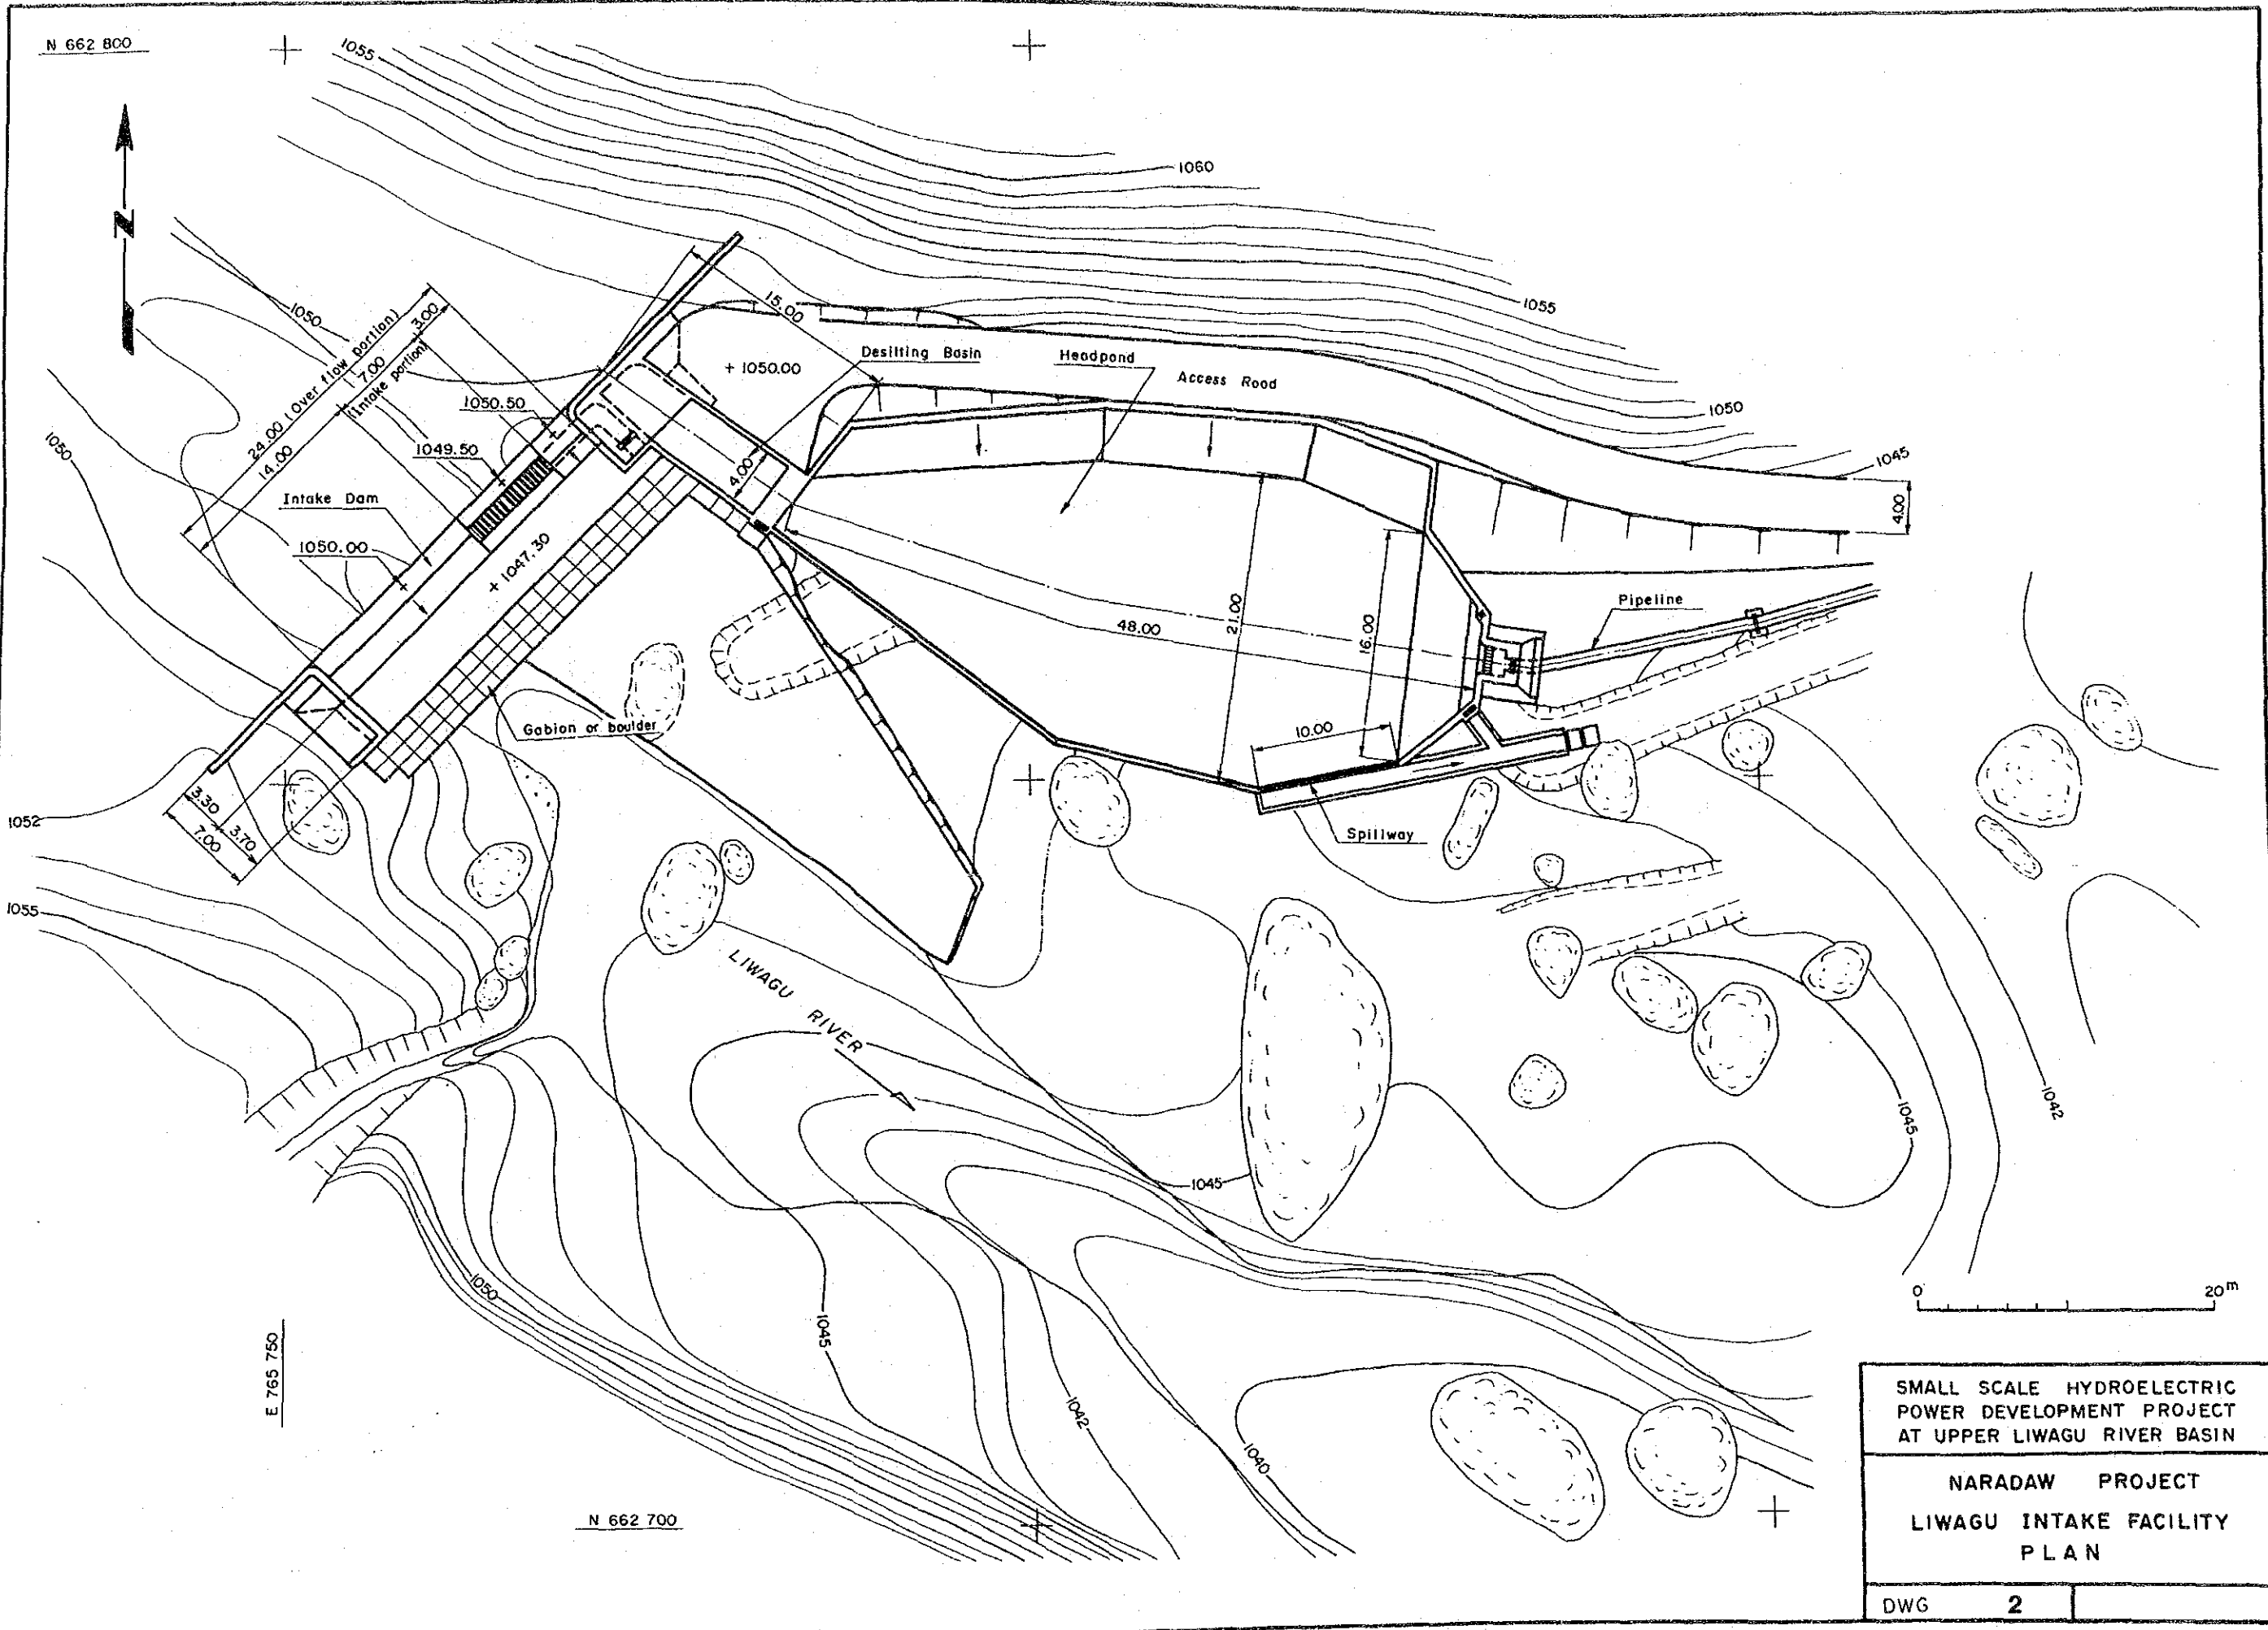 N 662 800
1055
1060
N
1055
1050
15.00
24.00 (Over flow portion)
3.00
7.00
(Intake portion)
14.00
+ 1050.00
Desilting Basin
Headpond
Access Road
1050
1045
1050.50
1049.50
1050
Intake Dam
1050.00
+ 1047.30
4.00
4.00
48.00
21.00
16.00
Pipeline
10.00
Gabion or boulder
Spillway
3.30
3.70
7.00
1052
1055
LIWAGU
RIVER
1045
1042
1045
1050
1045
1042
1040
0 20m
E 765 750
N 662 700
SMALL SCALE HYDROELECTRIC
POWER DEVELOPMENT PROJECT
AT UPPER LIWAGU RIVER BASIN
NARADAW PROJECT
LIWAGU INTAKE FACILITY
PLAN
DWG 2